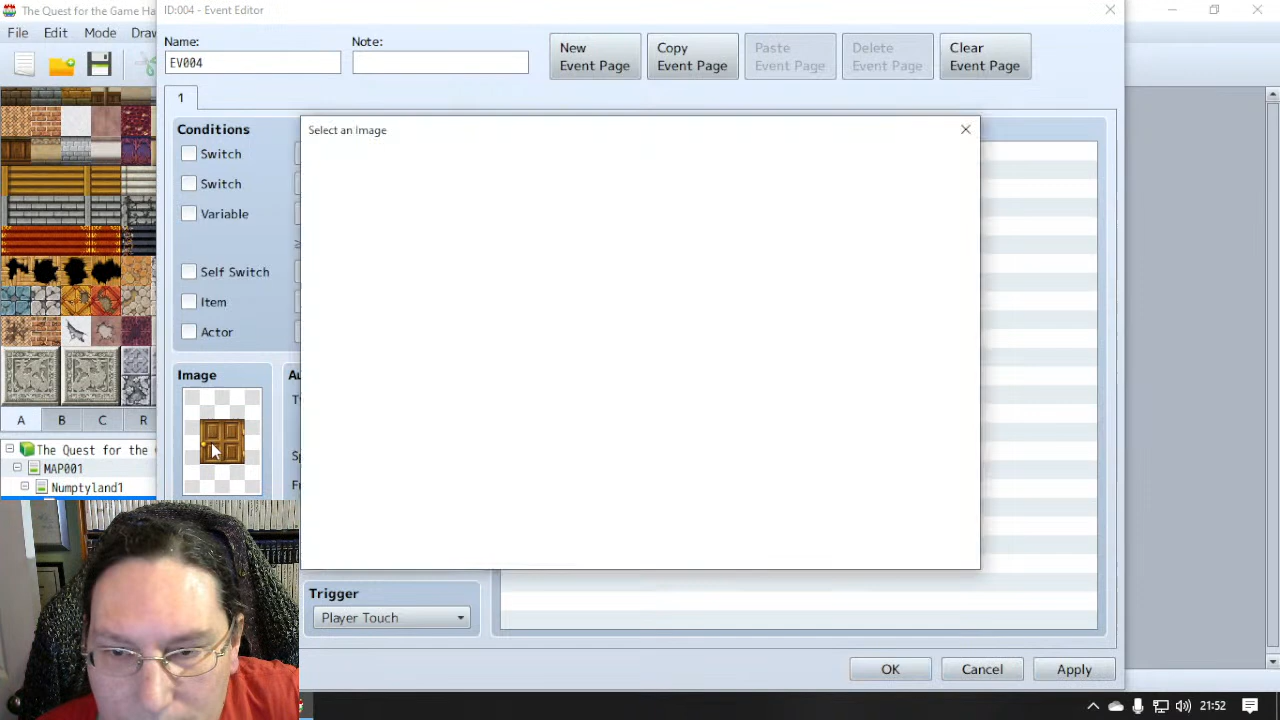 The Quest for the Game Ha
ID:004 - Event Editor
File Edit Mode Draw
Name:
Note:
EV004
New Event Page
Copy Event Page
Paste Event Page
Delete Event Page
Clear Event Page
1
Conditions
Select an image
Switch
Switch
Variable
Self Switch
Item
Actor
Image
Au
A B C R
The Quest for the
MAP001
Numptyland1
Trigger
Player Touch
OK Cancel Apply
21:52